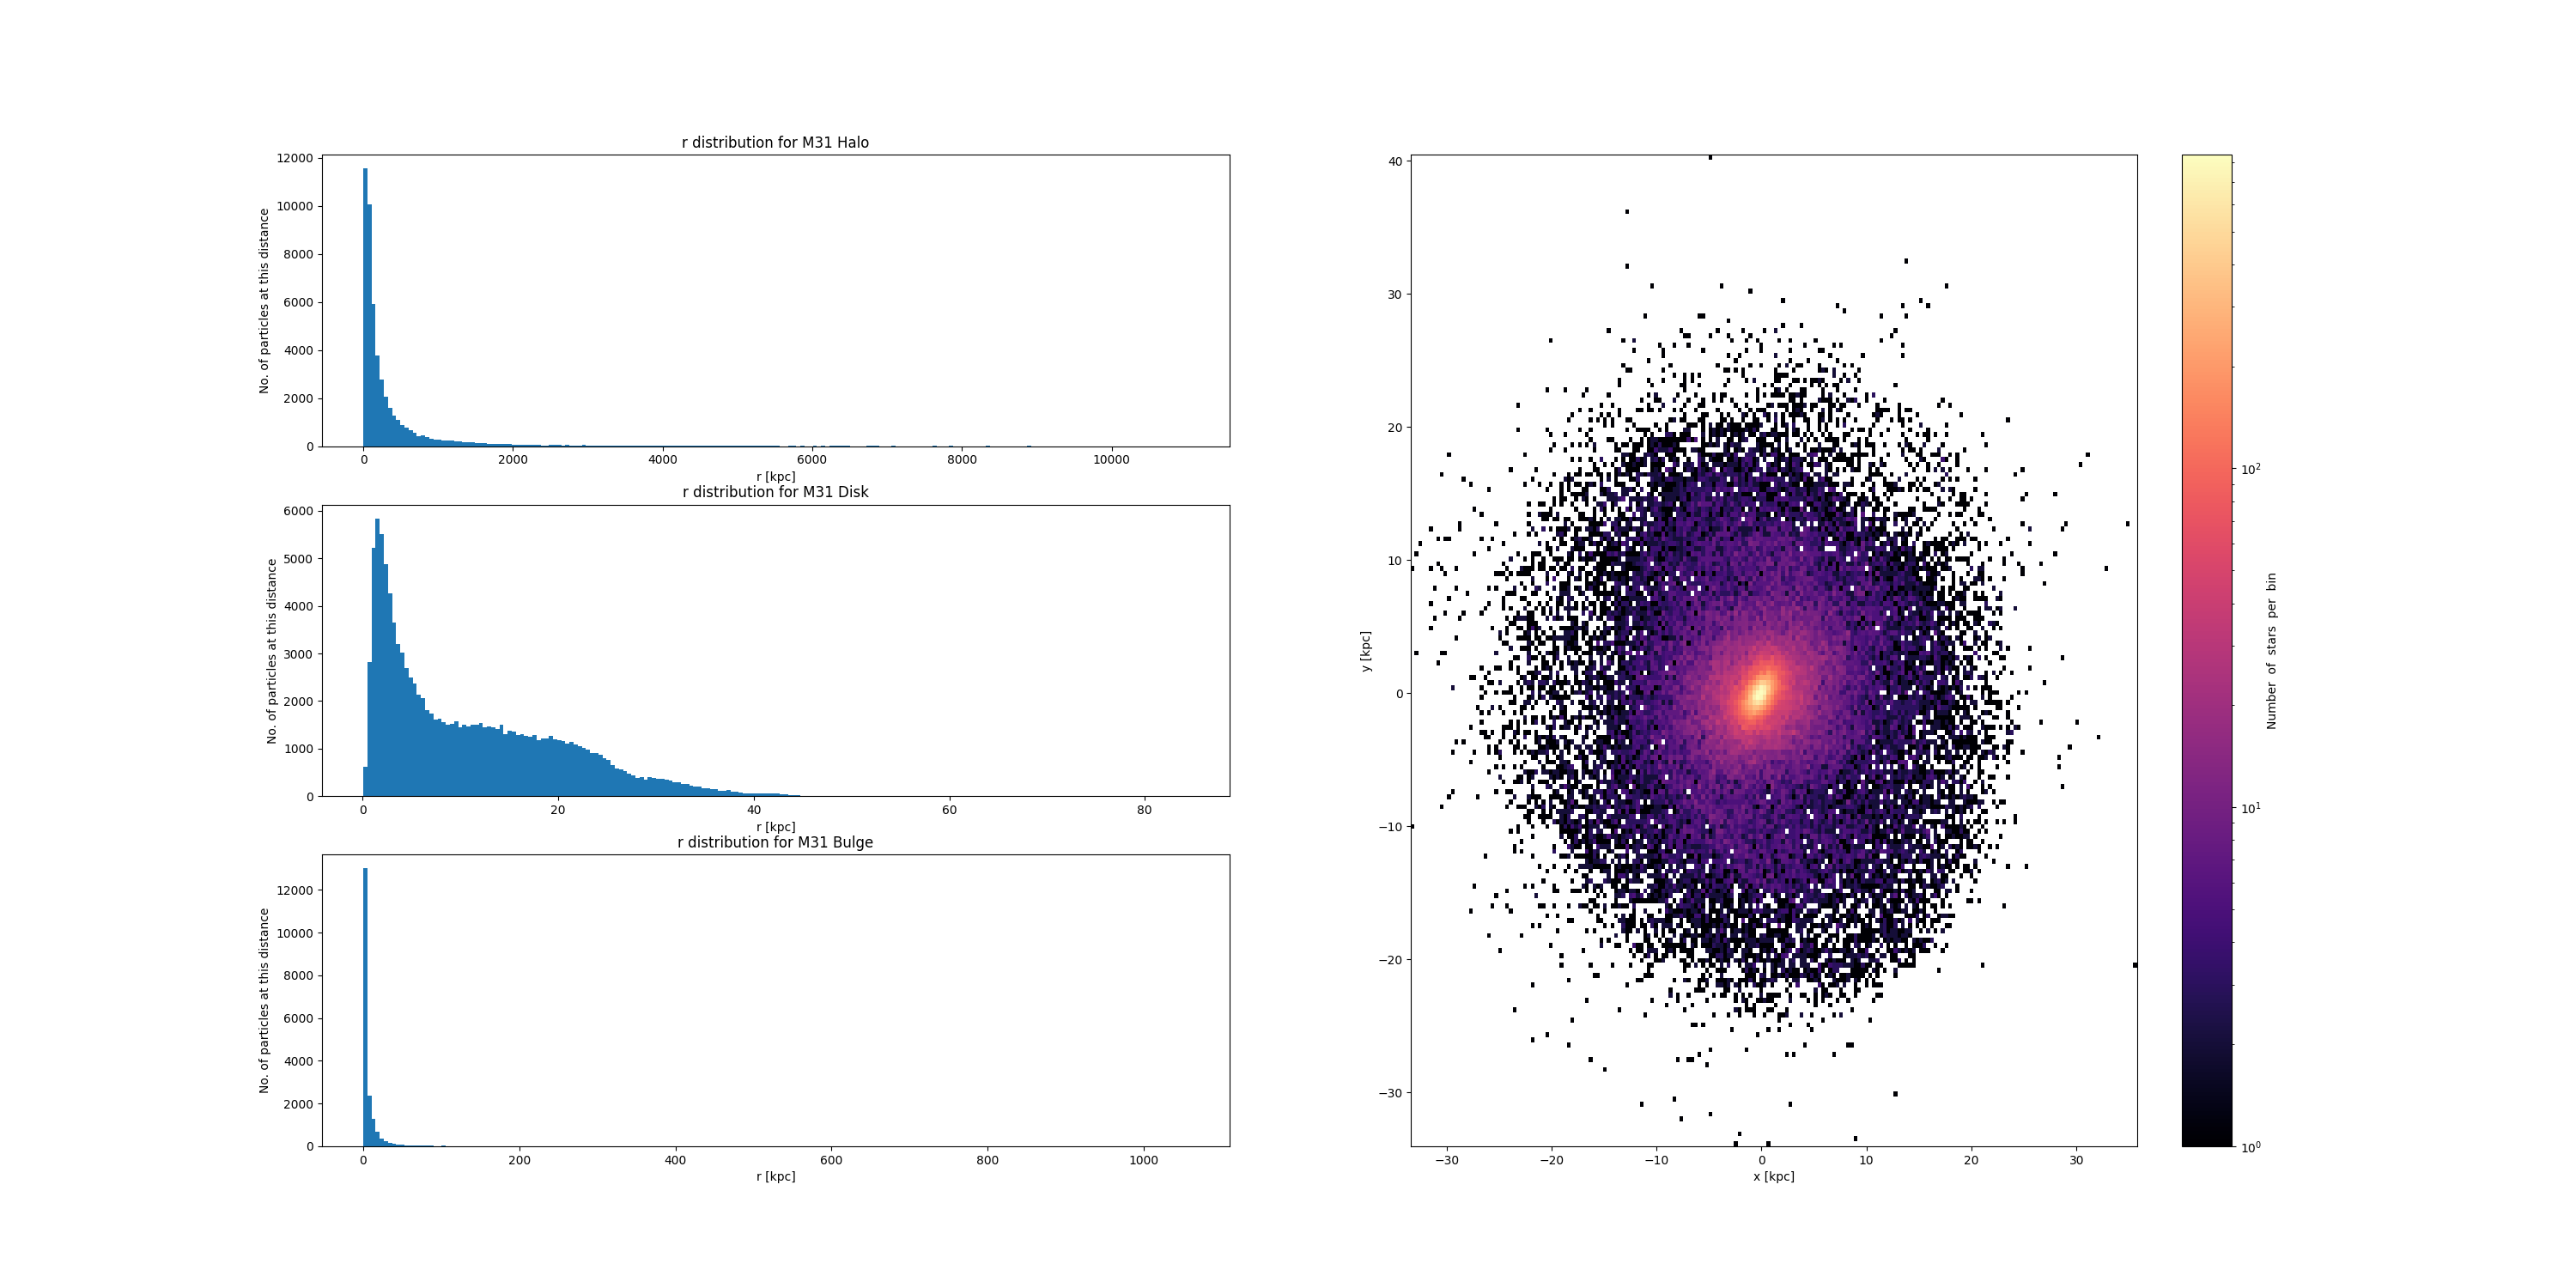 r distribution for M31 Halo
12000
10000
8000
6000
4000
2000
0
No. of particles at this distance
0 2000 4000 6000 8000 10000
r [kpc]
r distribution for M31 Disk
6000
5000
4000
3000
2000
1000
0
No. of particles at this distance
0 20 40 60 80
r [kpc]
r distribution for M31 Bulge
12000
10000
8000
6000
4000
2000
0
No. of particles at this distance
0 200 400 600 800 1000
r [kpc]
40
30
20
10
0
−10
−20
−30
y [kpc]
−30 −20 −10 0 10 20 30
x [kpc]
10²
10¹
10⁰
Number of stars per bin